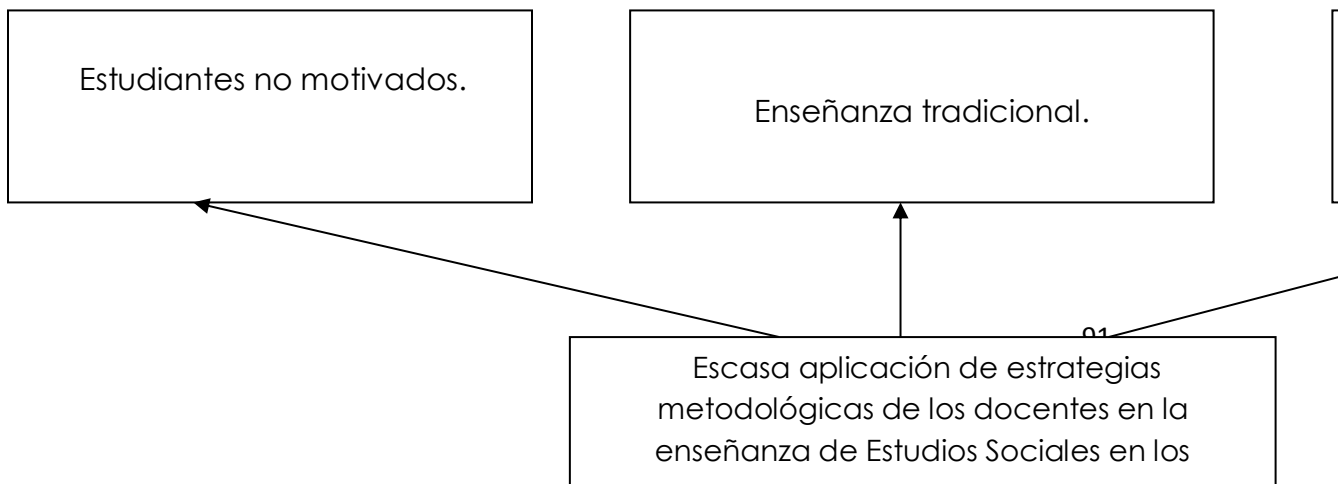 Estudiantes no motivados.
Enseñanza tradicional.
91
Escasa aplicación de estrategias
metodológicas de los docentes en la
enseñanza de Estudios Sociales en los